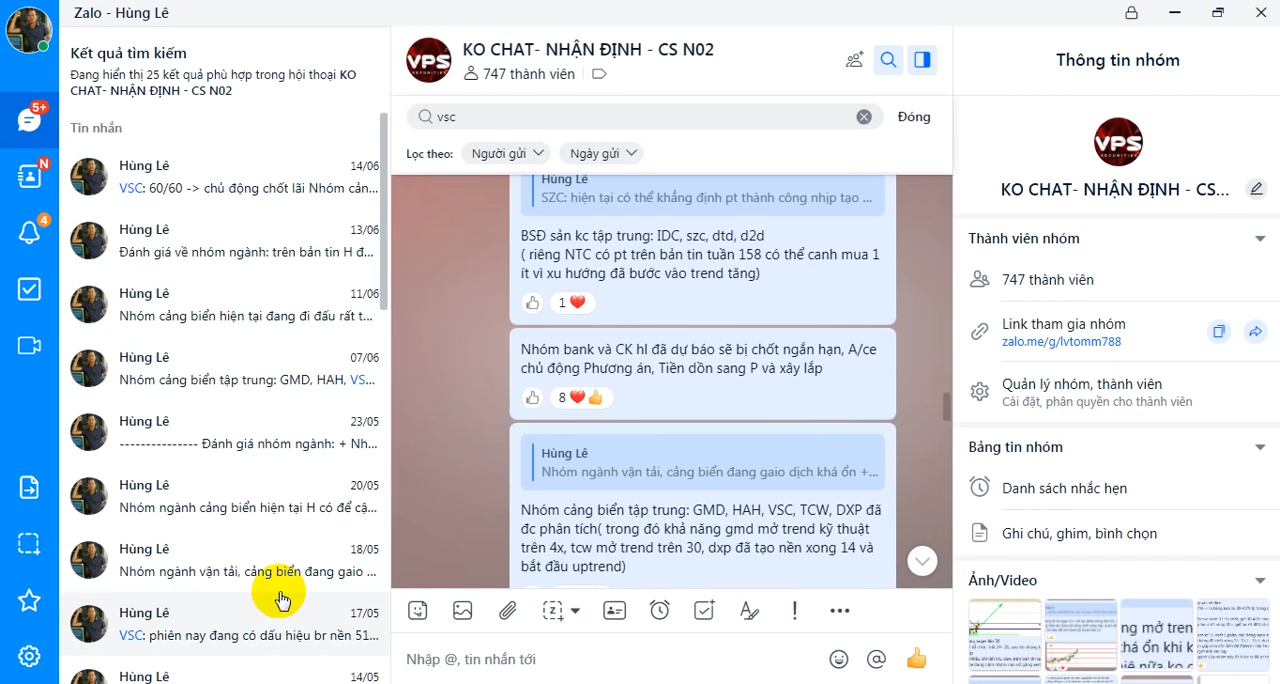 Zalo - Hùng Lê
Kết quả tìm kiếm
Đang hiển thị 25 kết quả phù hợp trong hội thoại KO
CHAT- NHẬN ĐỊNH - CS N02
Tin nhắn
Hùng Lê
14/06
VSC: 60/60 -> chủ động chốt lãi Nhóm cản...
Hùng Lê
13/06
Đánh giá về nhóm ngành: trên bản tin H đ...
Hùng Lê
11/06
Nhóm cảng biển hiện tại đang đi đấu rất t...
Hùng Lê
07/06
Nhóm cảng biển tập trung: GMD, HAH, VS...
Hùng Lê
23/05
--------------- Đánh giá nhóm ngành: + Nh...
Hùng Lê
20/05
Nhóm ngành cảng biển hiện tại H có để cậ...
Hùng Lê
18/05
Nhóm ngành vận tải, cảng biển đang gaio ...
Hùng Lê
17/05
VSC: phiên nay đang có dấu hiệu br nền 51...
Hùng Lê
14/05
5+
N
4
VPS
SECURITIES
KO CHAT- NHẬN ĐỊNH - CS N02
747 thành viên
vsc
Đóng
Lọc theo:
Người gửi
Ngày gửi
Hùng Lê
SZC: hiện tại có thể khẳng định pt thành công nhịp tạo ...
BSĐ sản kc tập trung: IDC, szc, dtd, d2d
( riêng NTC có pt trên bản tin tuần 158 có thể canh mua 1
ít vì xu hướng đã bước vào trend tăng)
1
Nhóm bank và CK hI đã dự báo sẽ bị chốt ngắn hạn, A/ce
chủ động Phương án, Tiền dồn sang P và xây lắp
8
Hùng Lê
Nhóm ngành vận tải, cảng biển đang gaio dịch khá ổn +...
Nhóm cảng biển tập trung: GMD, HAH, VSC, TCW, DXP đã
đc phân tích( trong đó khả năng gmd mở trend kỹ thuật
trên 4x, tcw mở trend trên 30, dxp đã tạo nền xong 14 và
bắt đầu uptrend)
Nhập @, tin nhắn tới
Thông tin nhóm
VPS
SECURITIES
KO CHAT- NHẬN ĐỊNH - CS...
Thành viên nhóm
747 thành viên
Link tham gia nhóm
zalo.me/g/lvtomm788
Quản lý nhóm, thành viên
Cài đặt, phân quyền cho thành viên
Bảng tin nhóm
Danh sách nhắc hẹn
Ghi chú, ghim, bình chọn
Ảnh/Video
ng mở tren
há ổn khi k
iê nữa ko c